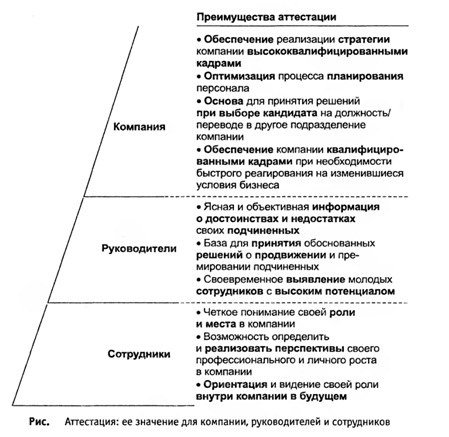 Преимущества аттестации
• Обеспечение реализации стратегии
компании высококвалифицированными
кадрами
• Оптимизация процесса планирования
персонала
• Основа для принятия решений
при выборе кандидата на должность/
переводе в другое подразделение
компании
• Обеспечение компании квалифициро-
ванными кадрами при необходимости
быстрого реагирования на изменившиеся
условия бизнеса
Компания
• Ясная и объективная информация
о достоинствах и недостатках
своих подчиненных
• База для принятия обоснованных
решений о продвижении и пре-
мировании подчиненных
• Своевременное выявление молодых
сотрудников с высоким потенциалом
Руководители
• Четкое понимание своей роли
и места в компании
• Возможность определить
и реализовать перспективы своего
профессионального и личного роста
в компании
• Ориентация и видение своей роли
внутри компании в будущем
Сотрудники
Рис. Аттестация: ее значение для компании, руководителей и сотрудников